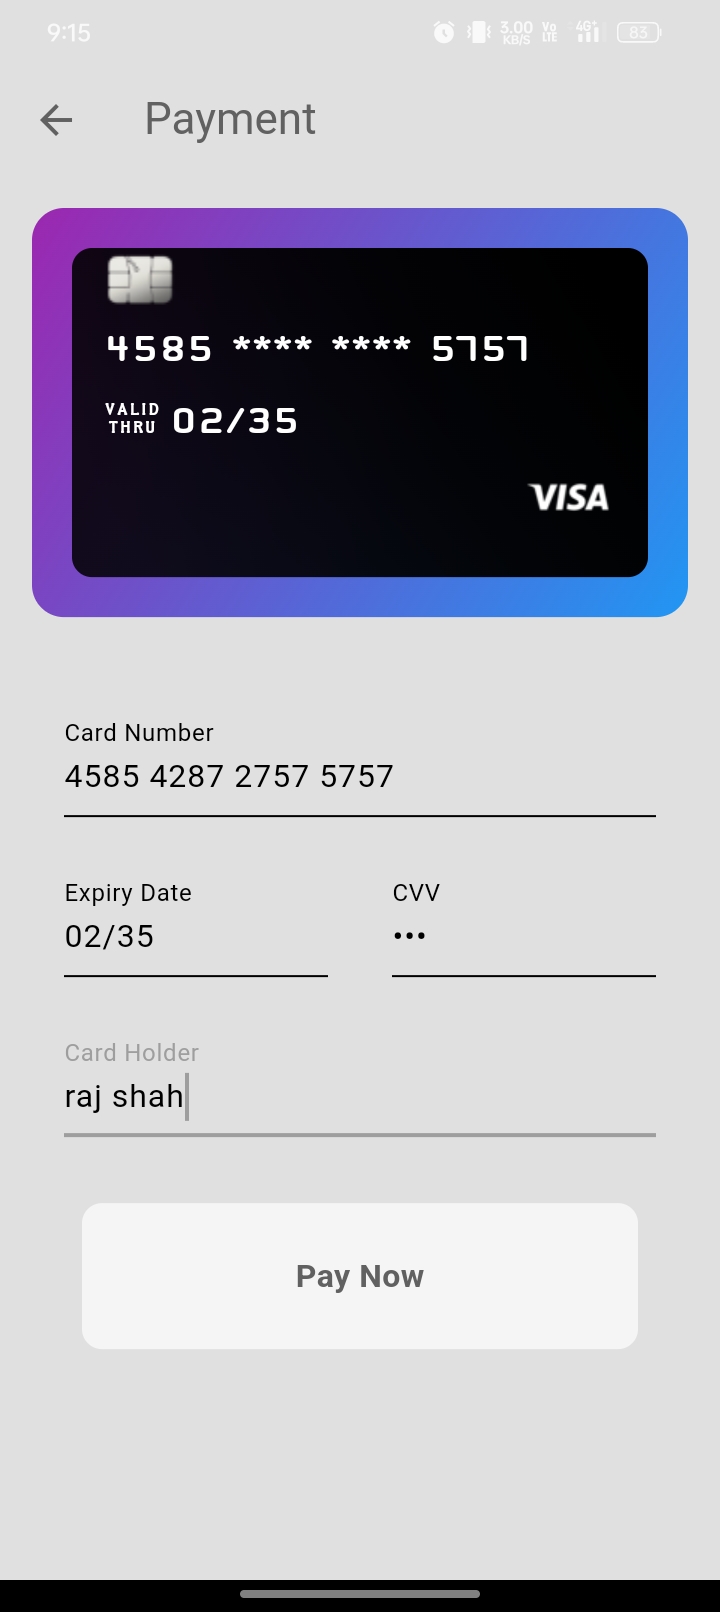 9:15
3.00 KB/S Vo LTE 4G+ 83
Payment
4585 **** **** 5757
VALID THRU 02/35
VISA
Card Number
4585 4287 2757 5757
Expiry Date CVV
02/35 •••
Card Holder
raj shah
Pay Now